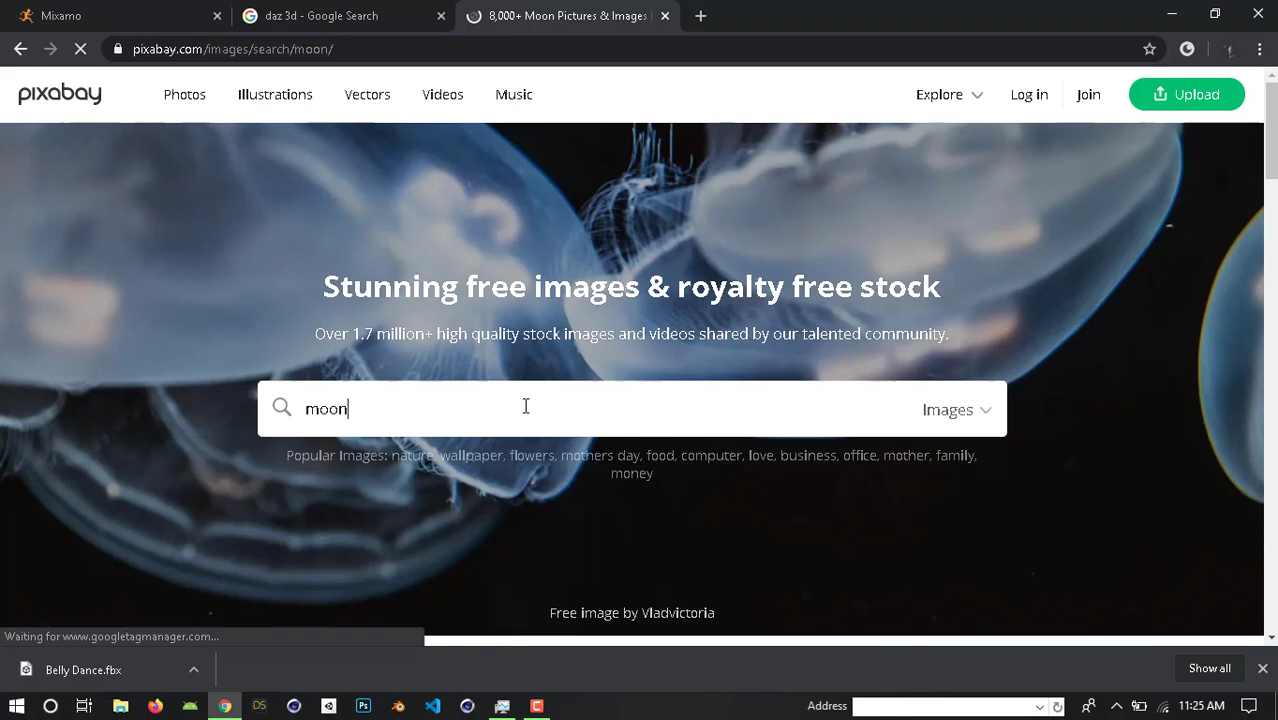 Mixamo
daz 3d - Google Search
8,000+ Moon Pictures & Images
pixabay.com/images/search/moon/
pixabay Photos Illustrations Vectors Videos Music Explore Log in Join Upload
Stunning free images & royalty free stock
Over 1.7 million+ high quality stock images and videos shared by our talented community.
moon Images
Popular Images: nature, wallpaper, flowers, mothers day, food, computer, love, business, office, mother, family,
money
Free image by Vladvictoria
Waiting for www.googletagmanager.com...
Belly Dance.fbx Show all
DS Ps Address 11:25 AM